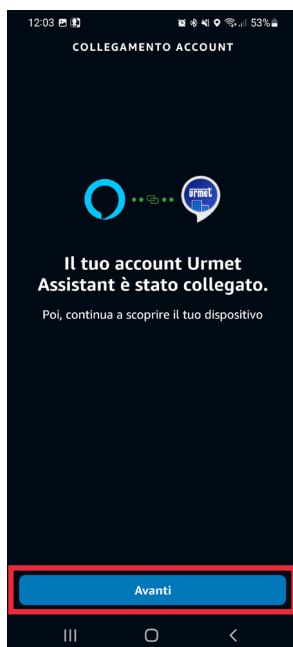 12:03 53%
COLLEGAMENTO ACCOUNT
urmet
Il tuo account Urmet
Assistant è stato collegato.
Poi, continua a scoprire il tuo dispositivo
Avanti